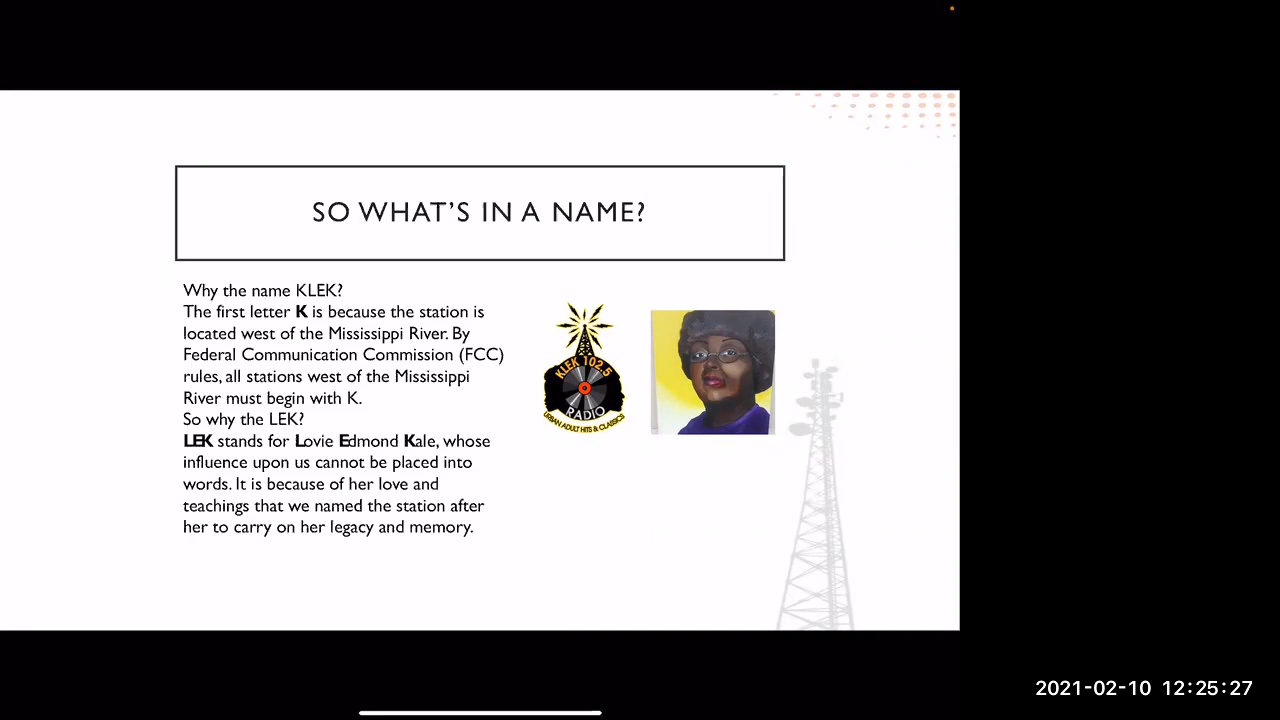 SO WHAT'S IN A NAME?
Why the name KLEK?
The first letter K is because the station is
located west of the Mississippi River. By
Federal Communication Commission (FCC)
rules, all stations west of the Mississippi
River must begin with K.
So why the LEK?
LEK stands for Lovie Edmond Kale, whose
influence upon us cannot be placed into
words. It is because of her love and
teachings that we named the station after
her to carry on her legacy and memory.
KLEK 102.5
RADIO
URBAN ADULT HITS & CLASSICS
2021-02-10 12:25:27